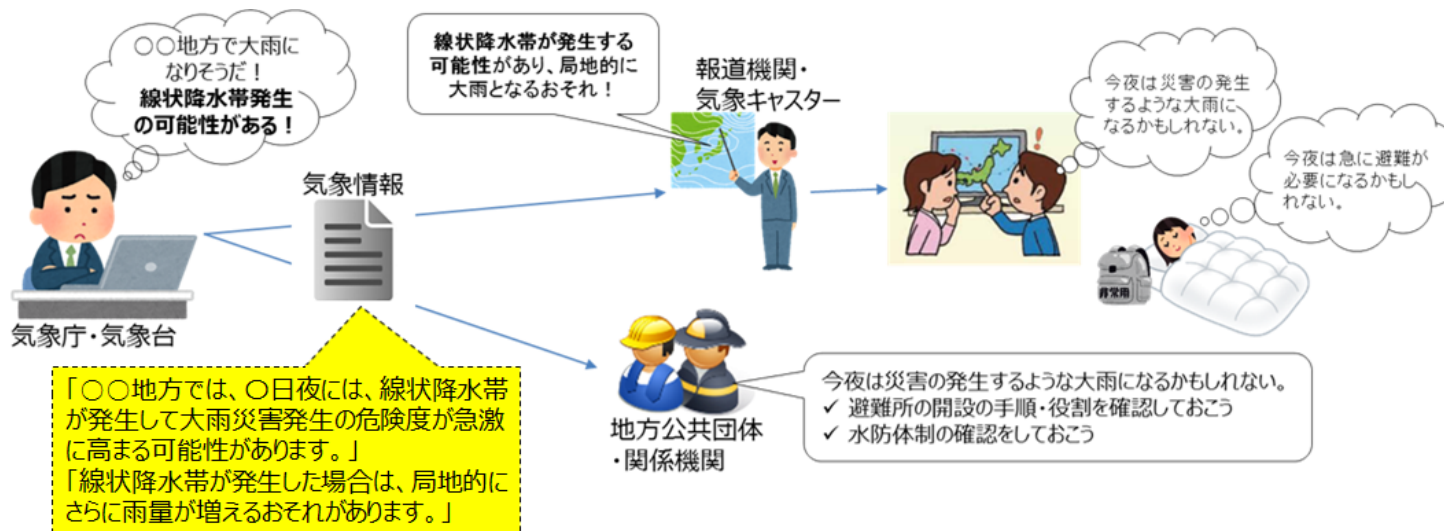 〇〇地方で大雨に
なりそうだ！
線状降水帯発生
の可能性がある！
気象庁・気象台
気象情報
「〇〇地方では、〇日夜には、線状降水帯
が発生して大雨災害発生の危険度が急激
に高まる可能性があります。」
「線状降水帯が発生した場合は、局地的に
さらに雨量が増えるおそれがあります。」
線状降水帯が発生する
可能性があり、局地的に
大雨となるおそれ！
報道機関・
気象キャスター
今夜は災害の発生
するような大雨に
なるかもしれない。
今夜は急に避難が
必要になるかもし
れない。
非常用
地方公共団体
・関係機関
今夜は災害の発生するような大雨になるかもしれない。
✓ 避難所の開設の手順・役割を確認しておこう
✓ 水防体制の確認をしておこう